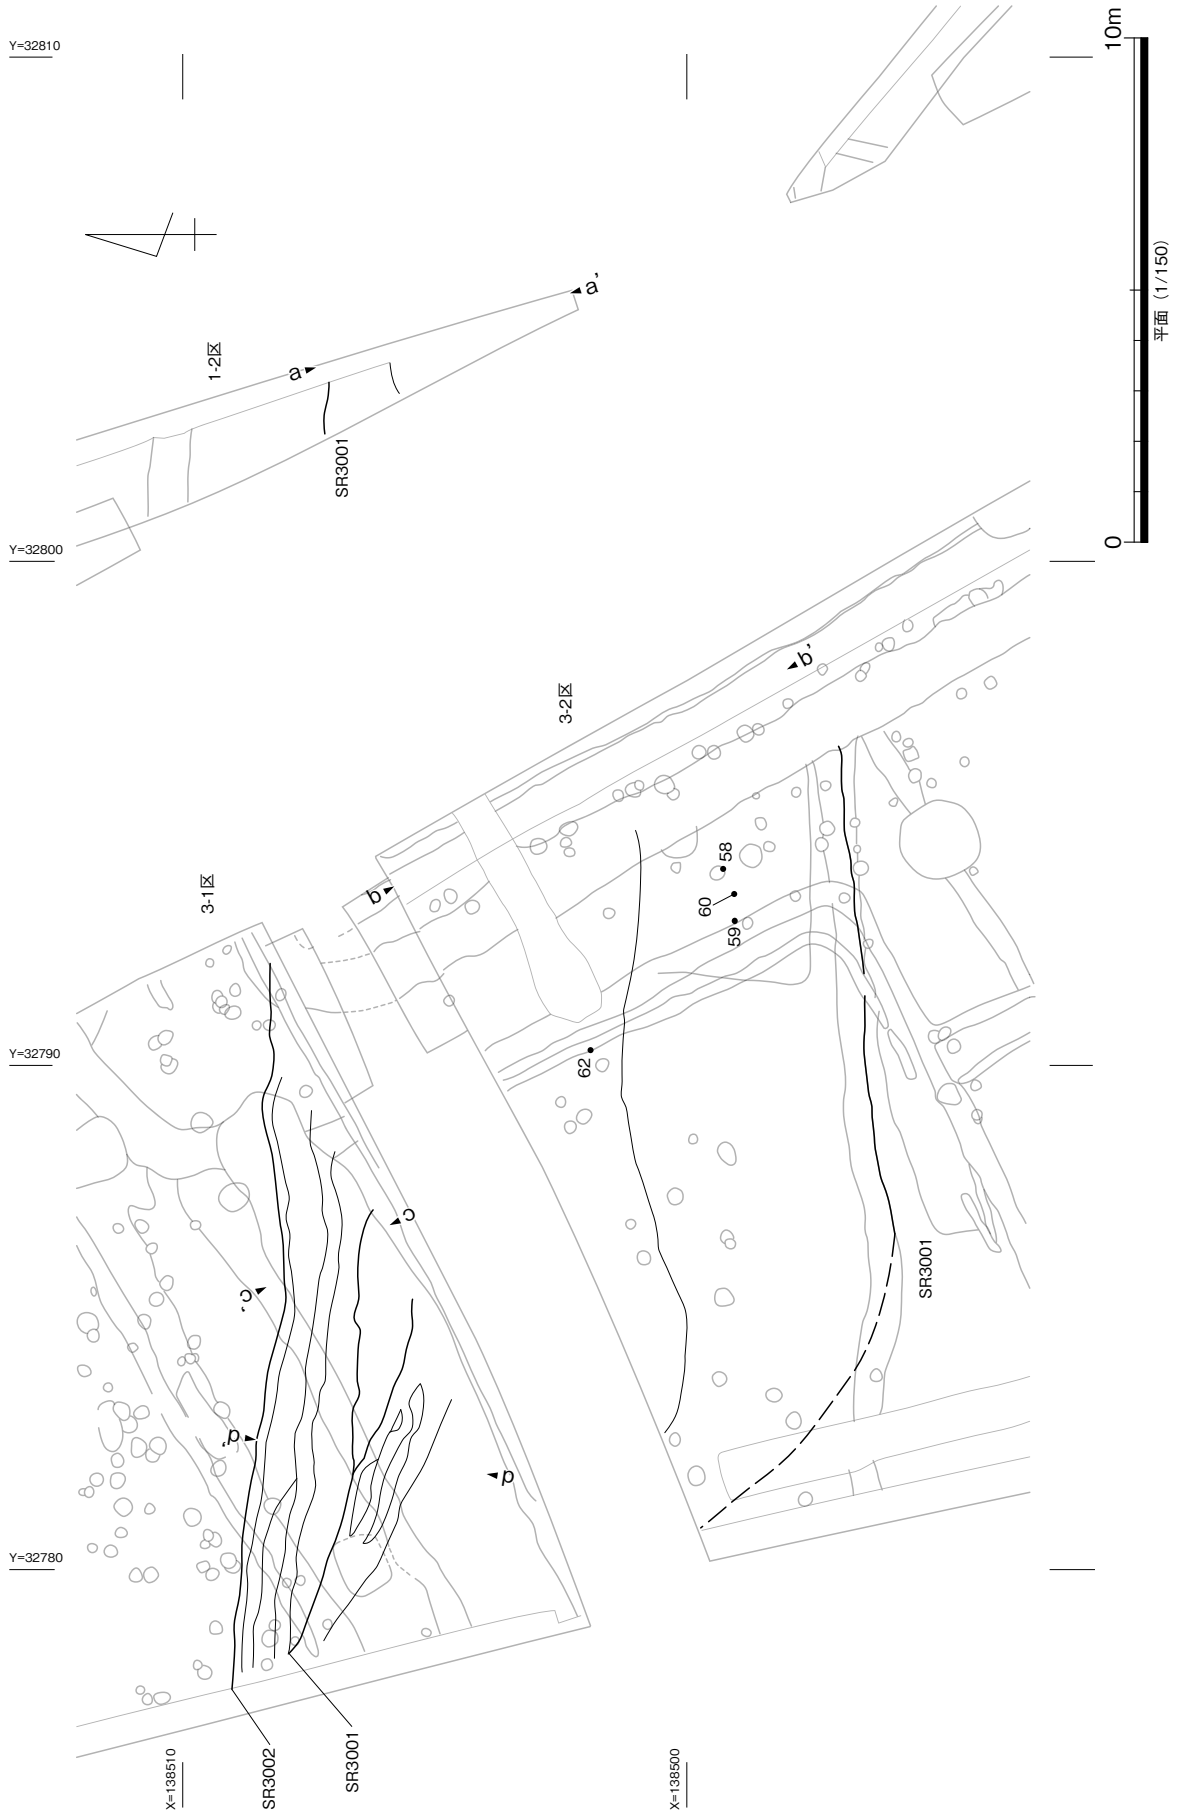 Y=32810
10m
平面（1/150）
0
1-2区
a
a’
SR3001
Y=32800
3-2区
b’
3-1区
b
58
60
59
62
Y=32790
c
c’
SR3001
d’
d
Y=32780
SR3002
SR3001
X=138510
X=138500